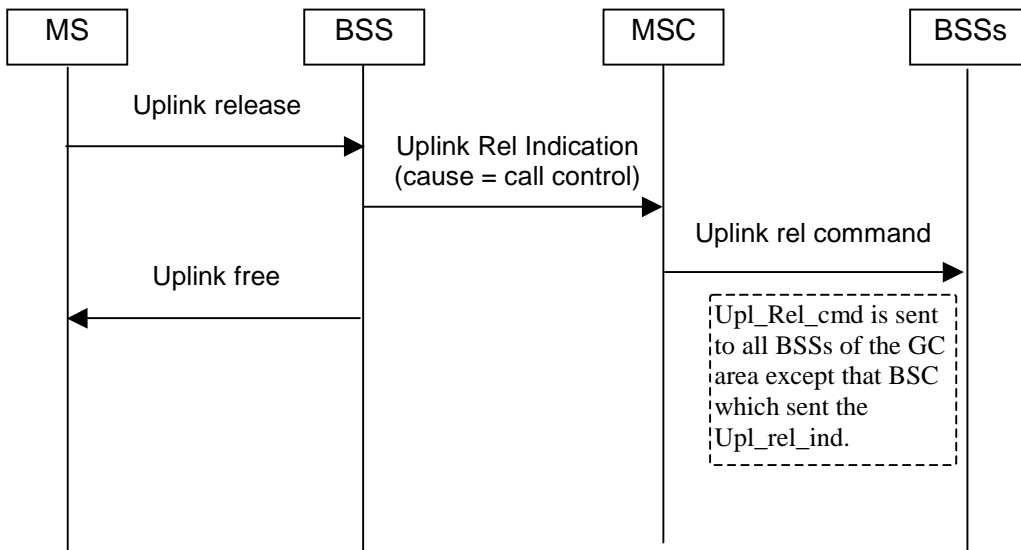 MS
BSS
MSC
BSSs
Uplink release
Uplink Rel Indication
(cause = call control)
Uplink rel command
Uplink free
Upl_Rel_cmd is sent
to all BSSs of the GC
area except that BSC
which sent the
Upl_rel_ind.